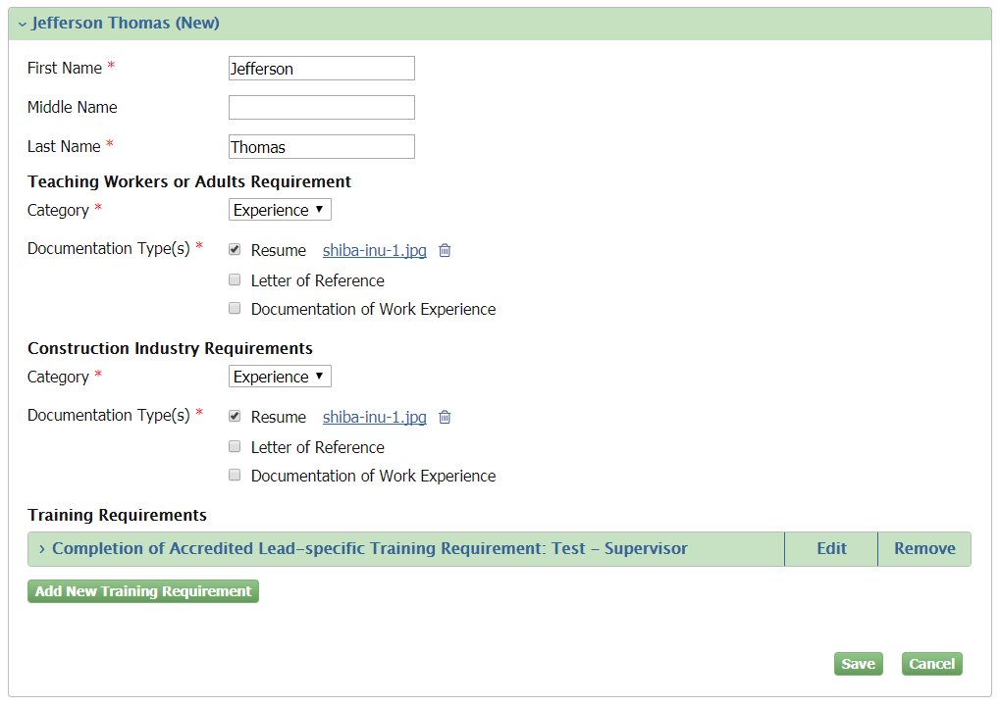 Jefferson Thomas (New)
First Name * Jefferson
Middle Name
Last Name * Thomas
Teaching Workers or Adults Requirement
Category * Experience
Documentation Type(s) * Resume shiba-inu-1.jpg
Letter of Reference
Documentation of Work Experience
Construction Industry Requirements
Category * Experience
Documentation Type(s) * Resume shiba-inu-1.jpg
Letter of Reference
Documentation of Work Experience
Training Requirements
› Completion of Accredited Lead-specific Training Requirement: Test - Supervisor Edit Remove
Add New Training Requirement
Save Cancel